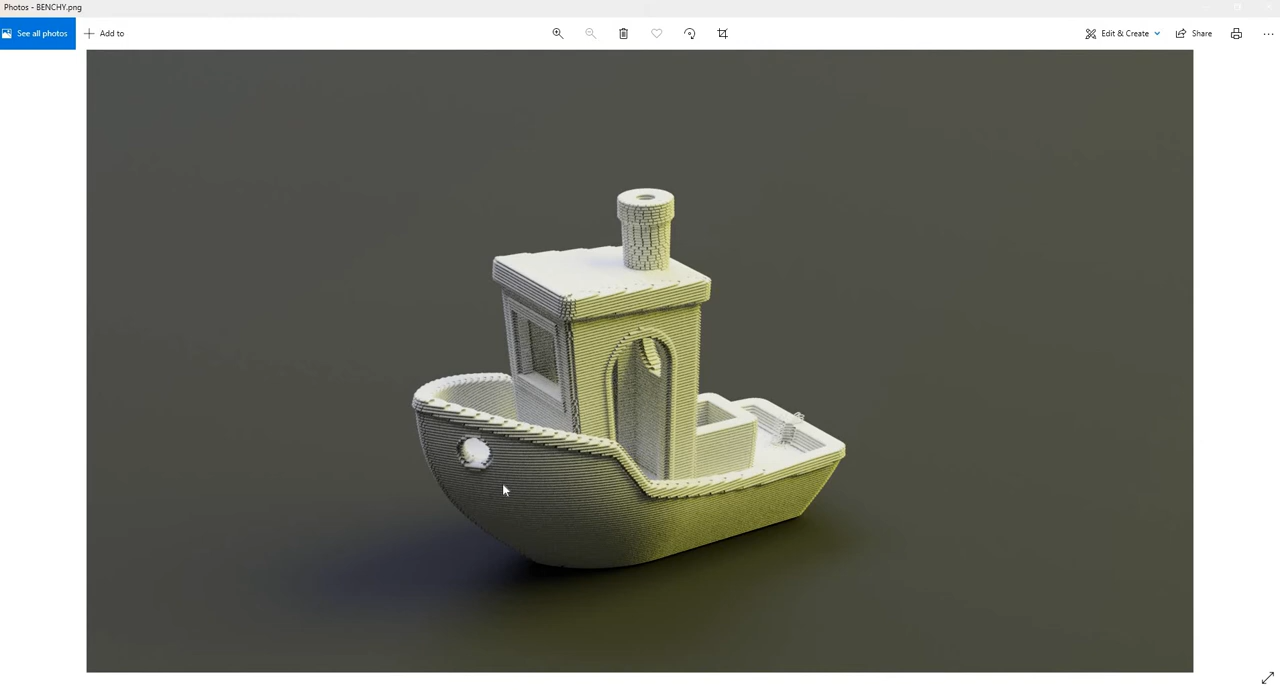 Photos - BENCHY.png
See all photos
Add to
Edit & Create
Share